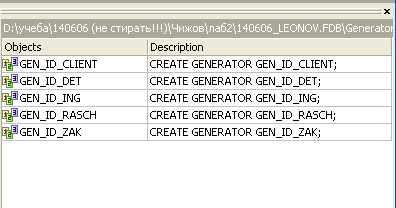 D:\учеба\140606 (не стирать!!!)\Чижов\лаб2\140606_LEONOV.FDB\Generator
Objects Description
GEN_ID_CLIENT CREATE GENERATOR GEN_ID_CLIENT;
GEN_ID_DET CREATE GENERATOR GEN_ID_DET;
GEN_ID_ING CREATE GENERATOR GEN_ID_ING;
GEN_ID_RASCH CREATE GENERATOR GEN_ID_RASCH;
GEN_ID_ZAK CREATE GENERATOR GEN_ID_ZAK;